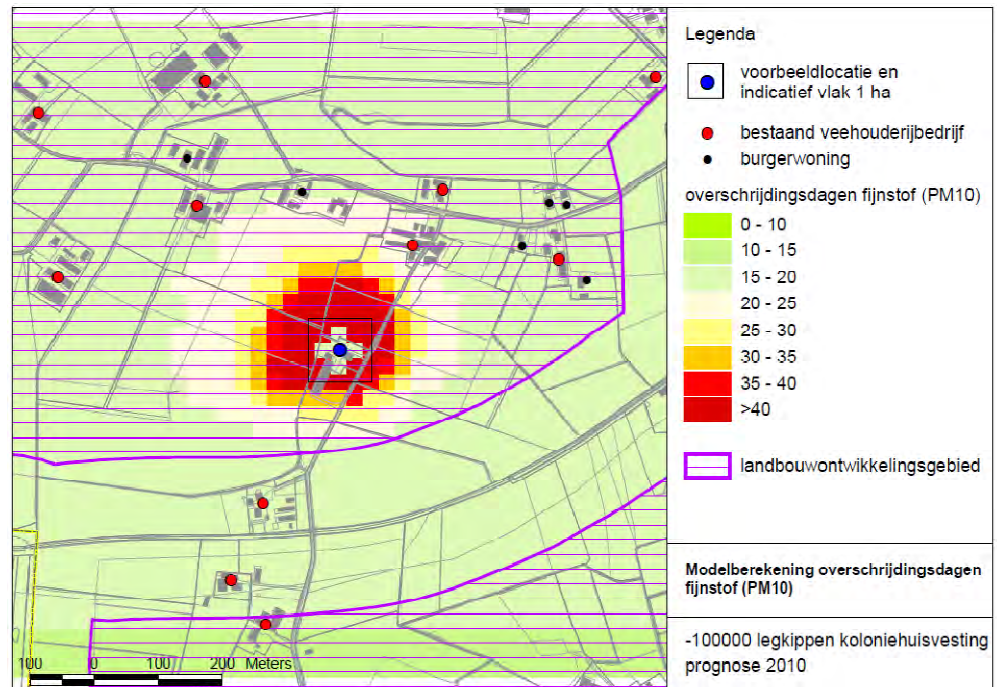 Legenda
voorbeeldlocatie en
indicatief vlak 1 ha
bestaand veehouderijbedrijf
burgerwoning
overschrijdingsdagen fijnstof (PM10)
0 - 10
10 - 15
15 - 20
20 - 25
25 - 30
30 - 35
35 - 40
>40
landbouwontwikkelingsgebied
Modelberekening overschrijdingsdagen
fijnstof (PM10)
-100000 legkippen koloniehuisvesting
prognose 2010
100 0 100 200 Meters